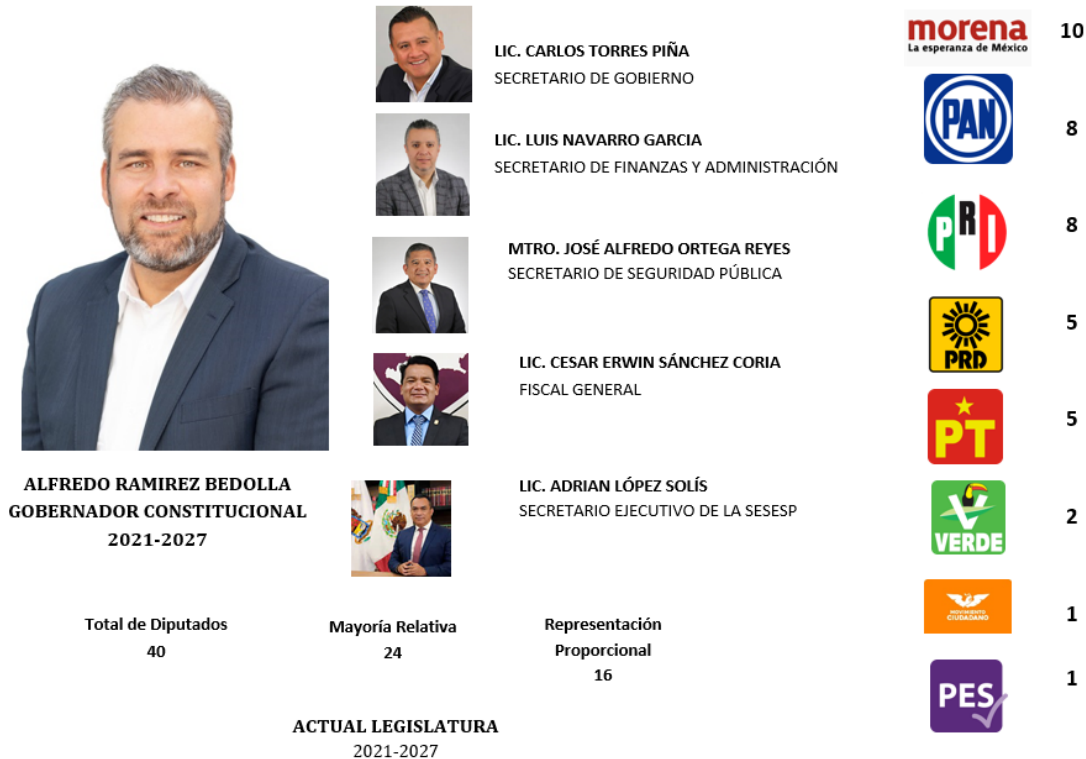 ALFREDO RAMIREZ BEDOLLA
GOBERNADOR CONSTITUCIONAL
2021-2027
LIC. CARLOS TORRES PIÑA
SECRETARIO DE GOBIERNO
LIC. LUIS NAVARRO GARCIA
SECRETARIO DE FINANZAS Y ADMINISTRACIÓN
MTRO. JOSÉ ALFREDO ORTEGA REYES
SECRETARIO DE SEGURIDAD PÚBLICA
LIC. CESAR ERWIN SÁNCHEZ CORIA
FISCAL GENERAL
LIC. ADRIAN LÓPEZ SOLÍS
SECRETARIO EJECUTIVO DE LA SESESP
morena 10
La esperanza de México
PAN 8
PRI 8
PRD 5
PT 5
VERDE 2
MOVIMIENTO
CIUDADANO 1
PES 1
Total de Diputados
40
Mayoría Relativa
24
Representación
Proporcional
16
ACTUAL LEGISLATURA
2021-2027